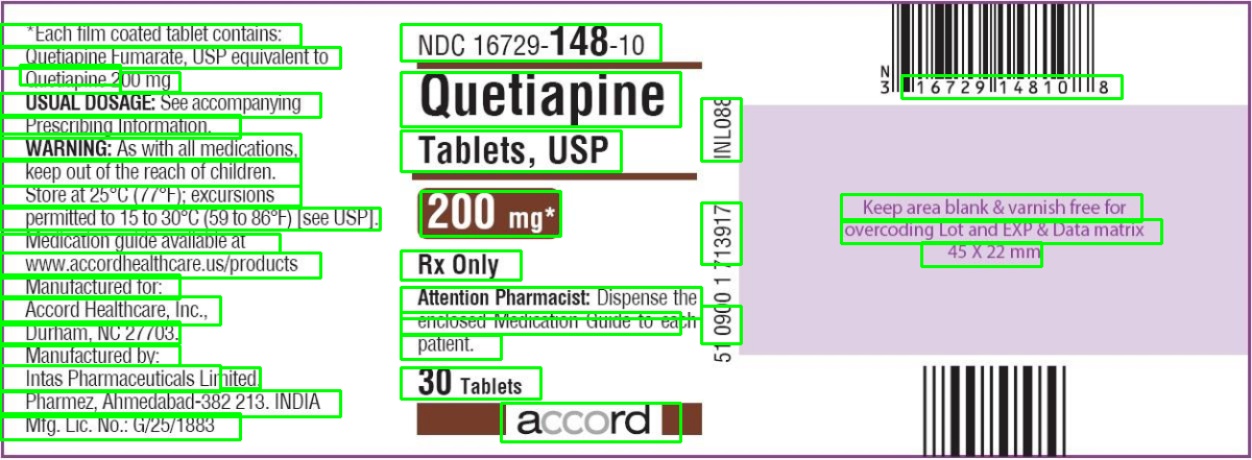 *Each film coated tablet contains:
Quetiapine Fumarate, USP equivalent to
Quetiapine 200 mg
USUAL DOSAGE: See accompanying
Prescribing Information.
WARNING: As with all medications,
keep out of the reach of children.
Store at 25°C (77°F); excursions
permitted to 15 to 30°C (59 to 86°F) [see USP].
Medication guide available at
www.accordhealthcare.us/products
Manufactured for:
Accord Healthcare, Inc.,
Durham, NC 27703.
Manufactured by:
Intas Pharmaceuticals Limited,
Pharmez, Ahmedabad-382 213. INDIA
Mfg. Lic. No.: G/25/1883
NDC 16729-148-10
Quetiapine
Tablets, USP
200 mg*
Rx Only
Attention Pharmacist: Dispense the
enclosed Medication Guide to each
patient.
30 Tablets
accord
51 0900 1 713917 INL088
N
3 16729 14810 8
Keep area blank & varnish free for
overcoding Lot and EXP & Data matrix
45 X 22 mm